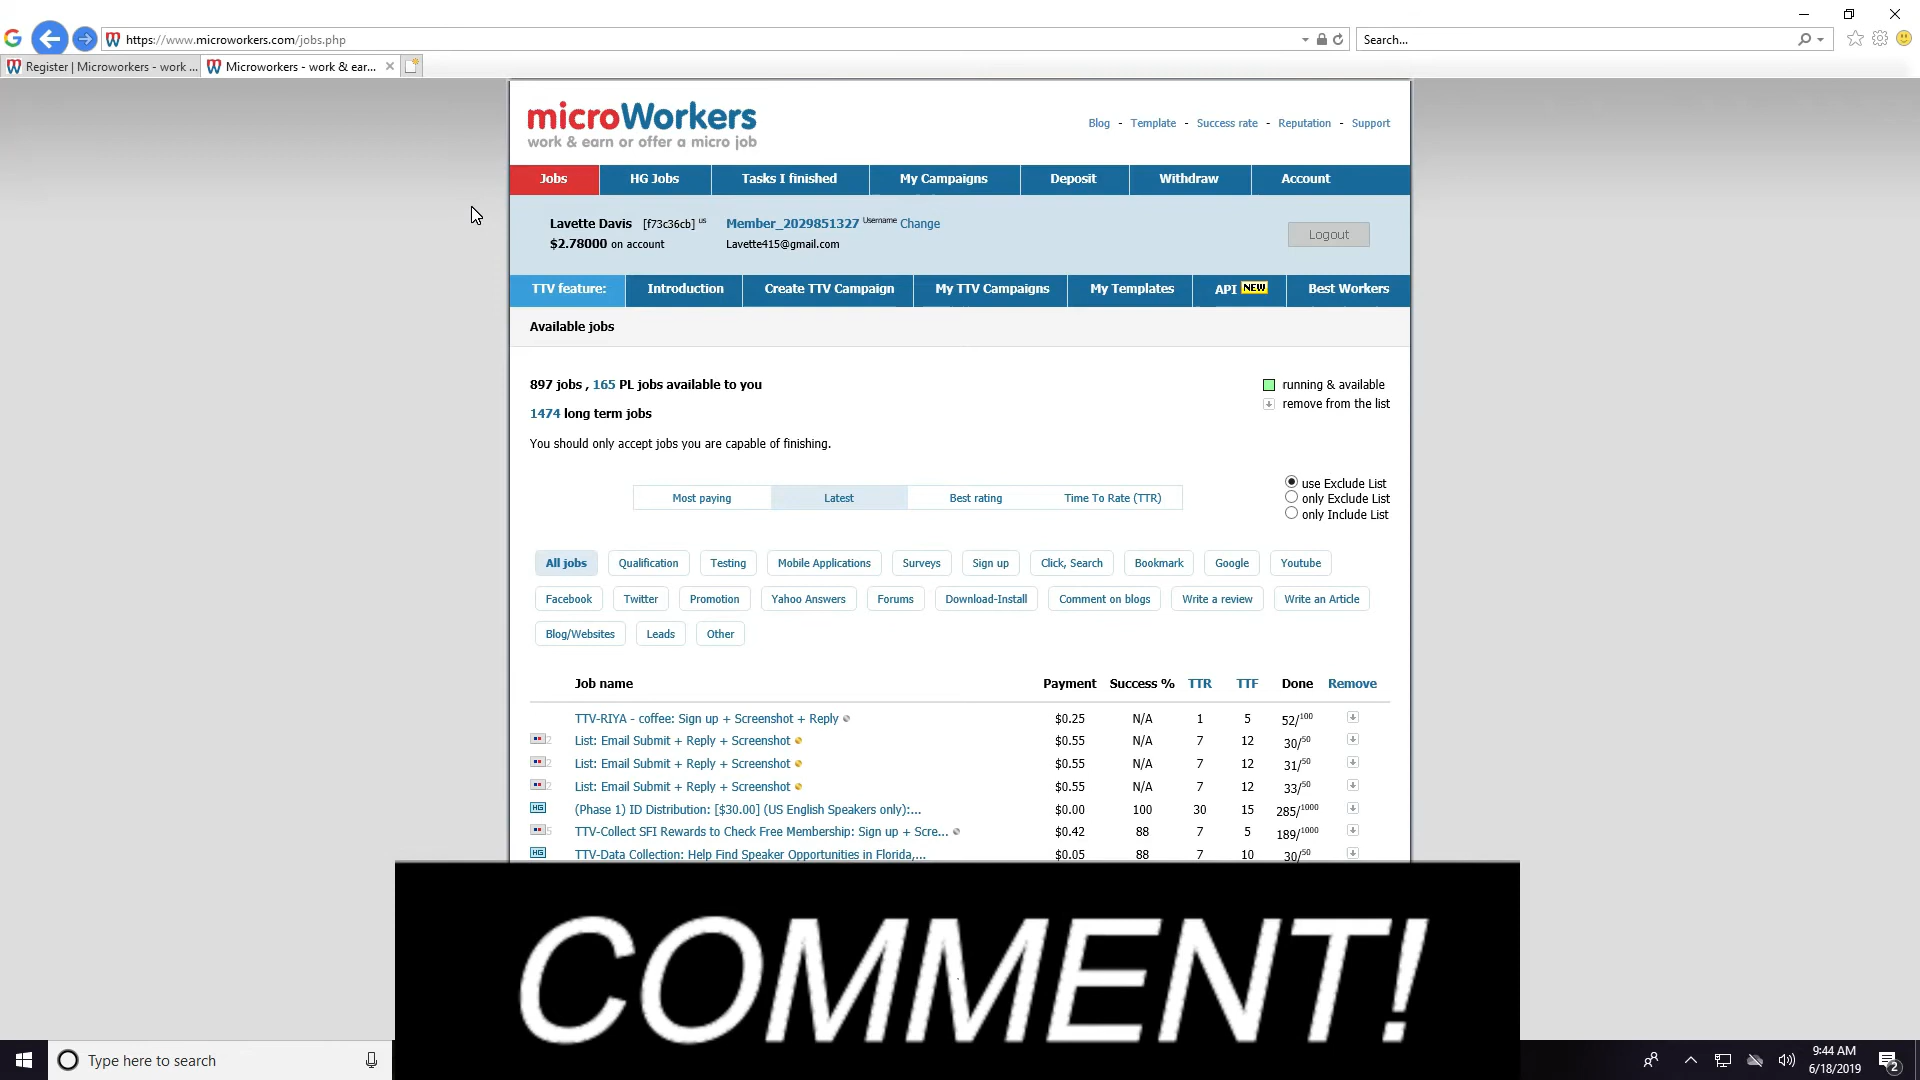 https://www.microworkers.com/jobs.php
Search...
Register | Microworkers - work ...
Microworkers - work & ear...
microWorkers
work & earn or offer a micro job
Blog - Template - Success rate - Reputation - Support
Jobs HG Jobs Tasks I finished My Campaigns Deposit Withdraw Account
Lavette Davis [f73c36cb] us Member_2029851327 Username Change
$2.78000 on account Lavette415@gmail.com
Logout
TTV feature: Introduction Create TTV Campaign My TTV Campaigns My Templates API NEW Best Workers
Available jobs
897 jobs , 165 PL jobs available to you
running & available
remove from the list
1474 long term jobs
You should only accept jobs you are capable of finishing.
Most paying Latest Best rating Time To Rate (TTR)
use Exclude List
only Exclude List
only Include List
All jobs Qualification Testing Mobile Applications Surveys Sign up Click, Search Bookmark Google Youtube
Facebook Twitter Promotion Yahoo Answers Forums Download-Install Comment on blogs Write a review Write an Article
Blog/Websites Leads Other
Job name Payment Success % TTR TTF Done Remove
TTV-RIYA - coffee: Sign up + Screenshot + Reply $0.25 N/A 1 5 52/100
2 List: Email Submit + Reply + Screenshot $0.55 N/A 7 12 30/50
2 List: Email Submit + Reply + Screenshot $0.55 N/A 7 12 31/50
2 List: Email Submit + Reply + Screenshot $0.55 N/A 7 12 33/50
HG (Phase 1) ID Distribution: [$30.00] (US English Speakers only):... $0.00 100 30 15 285/1000
5 TTV-Collect SFI Rewards to Check Free Membership: Sign up + Scre... $0.42 88 7 5 189/1000
HG TTV-Data Collection: Help Find Speaker Opportunities in Florida,... $0.05 88 7 10 30/50
COMMENT!
Type here to search
9:44 AM
6/18/2019
2